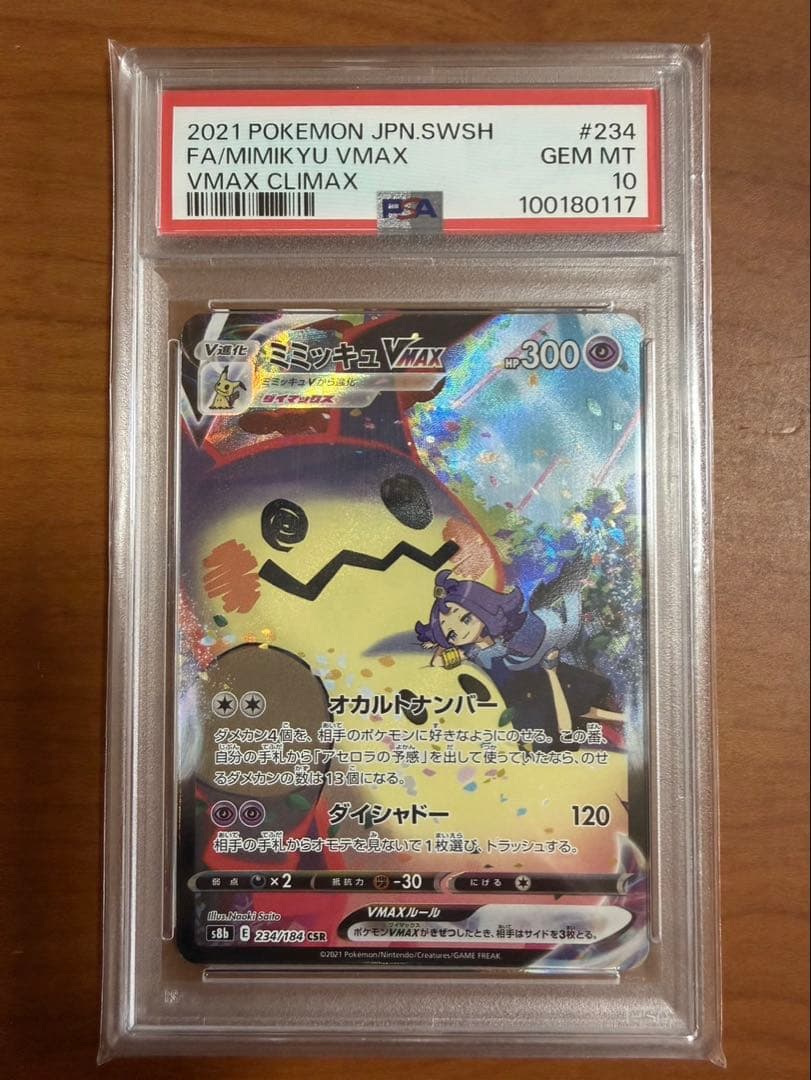 2021 POKEMON JPN.SWSH #234
FA/MIMIKYU VMAX GEM MT
VMAX CLIMAX 10
PSA 100180117
V進化 ミミッキュVMAX HP300
ミミッキュVから進化
ダイマックス
オカルトナンバー
ダメカン4個を、相手のポケモンに好きなようにのせる。この番、
自分の手札から「アセロラの予感」を出して使っていたなら、のせ
るダメカンの数は13個になる。
ダイシャドー 120
相手の手札からオモテを見ないで1枚選び、トラッシュする。
弱点 ×2 抵抗力 -30 にげる
Illus.Naoki Saito
VMAXルール
s8b E 234/184 CSR
ポケモンVMAXがきぜつしたとき、相手はサイドを3枚とる。
©2021 Pokémon/Nintendo/Creatures/GAME FREAK.